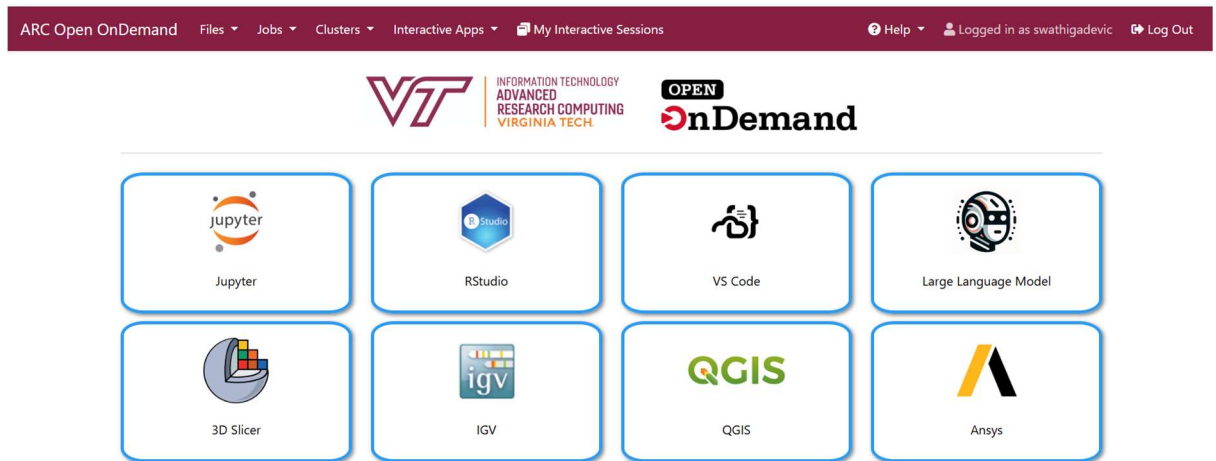 ARC Open OnDemand Files Jobs Clusters Interactive Apps My Interactive Sessions Help Logged in as swathigadevic Log Out
VT
INFORMATION TECHNOLOGY
ADVANCED
RESEARCH COMPUTING
VIRGINIA TECH.
OPEN
OnDemand
jupyter
R Studio
Jupyter
RStudio
VS Code
Large Language Model
igv
QGIS
3D Slicer
IGV
QGIS
Ansys